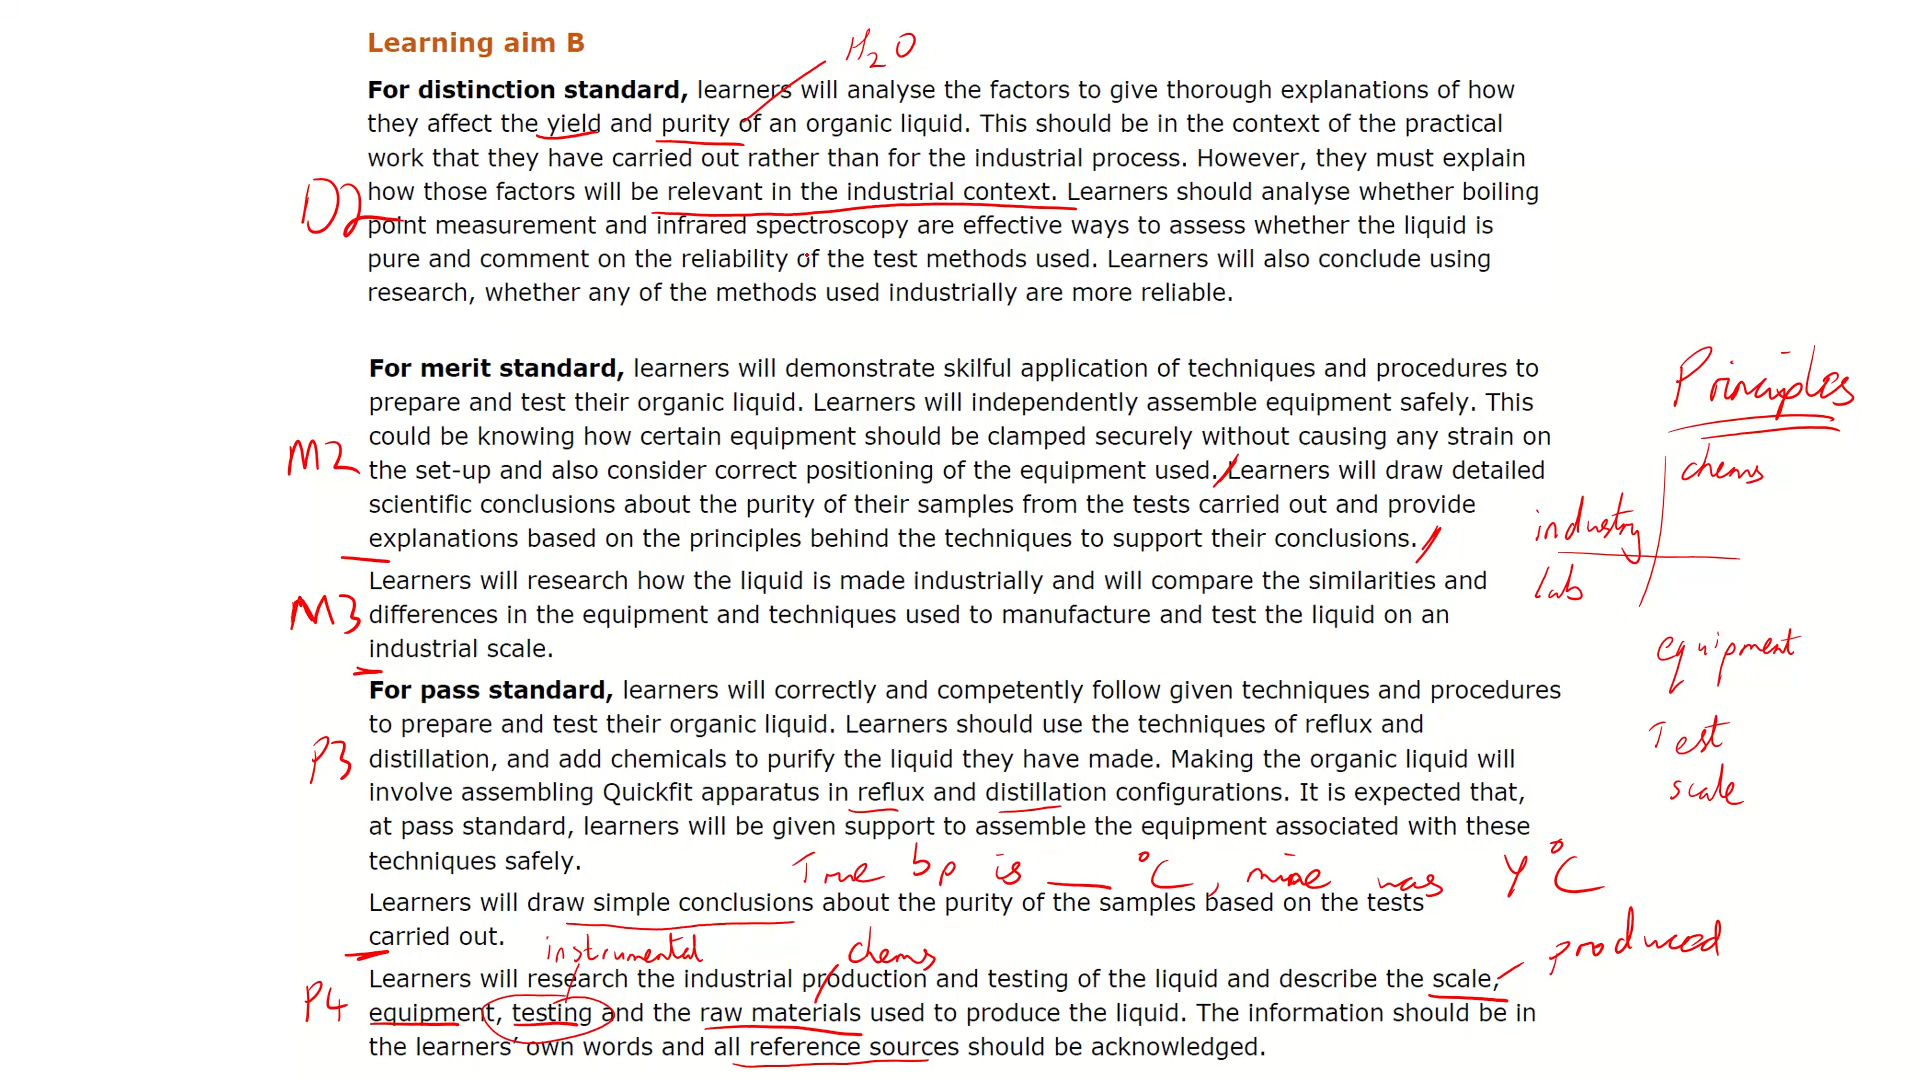 Learning aim B
H2O
For distinction standard, learners will analyse the factors to give thorough explanations of how
they affect the yield and purity of an organic liquid. This should be in the context of the practical
work that they have carried out rather than for the industrial process. However, they must explain
how those factors will be relevant in the industrial context. Learners should analyse whether boiling
D2
point measurement and infrared spectroscopy are effective ways to assess whether the liquid is
pure and comment on the reliability of the test methods used. Learners will also conclude using
research, whether any of the methods used industrially are more reliable.
For merit standard, learners will demonstrate skilful application of techniques and procedures to
prepare and test their organic liquid. Learners will independently assemble equipment safely. This
could be knowing how certain equipment should be clamped securely without causing any strain on
M2
the set-up and also consider correct positioning of the equipment used. Learners will draw detailed
scientific conclusions about the purity of their samples from the tests carried out and provide
explanations based on the principles behind the techniques to support their conclusions.
Principles
chems
industry
lab
equipment
Test
scale
Learners will research how the liquid is made industrially and will compare the similarities and
M3
differences in the equipment and techniques used to manufacture and test the liquid on an
industrial scale.
For pass standard, learners will correctly and competently follow given techniques and procedures
to prepare and test their organic liquid. Learners should use the techniques of reflux and
P3
distillation, and add chemicals to purify the liquid they have made. Making the organic liquid will
involve assembling Quickfit apparatus in reflux and distillation configurations. It is expected that,
at pass standard, learners will be given support to assemble the equipment associated with these
techniques safely.
True bp is __ °C, mine was Y °C
Learners will draw simple conclusions about the purity of the samples based on the tests
carried out.
instrumental
chems
produced
Learners will research the industrial production and testing of the liquid and describe the scale,
P4
equipment, testing and the raw materials used to produce the liquid. The information should be in
the learners’ own words and all reference sources should be acknowledged.